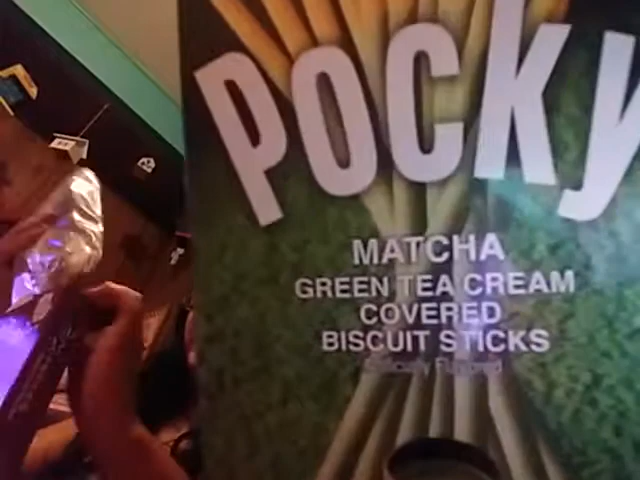 POCKY
MATCHA
GREEN TEA CREAM
COVERED
BISCUIT STICKS